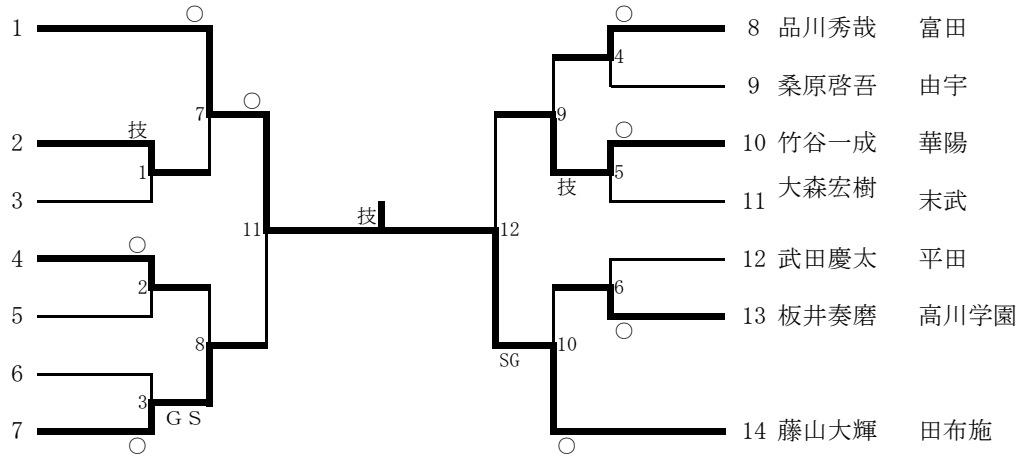 ○
1
7
○
技
2
1
3
11
○
4
2
5
8
6
3
ＧＳ
7
○
技
○
8 品川秀哉 富田
4
9 桑原啓吾 由宇
9
○
10 竹谷一成 華陽
5
技
11 大森宏樹 末武
12
12 武田慶太 平田
6
13 板井奏磨 高川学園
○
10
SG
14 藤山大輝 田布施
○